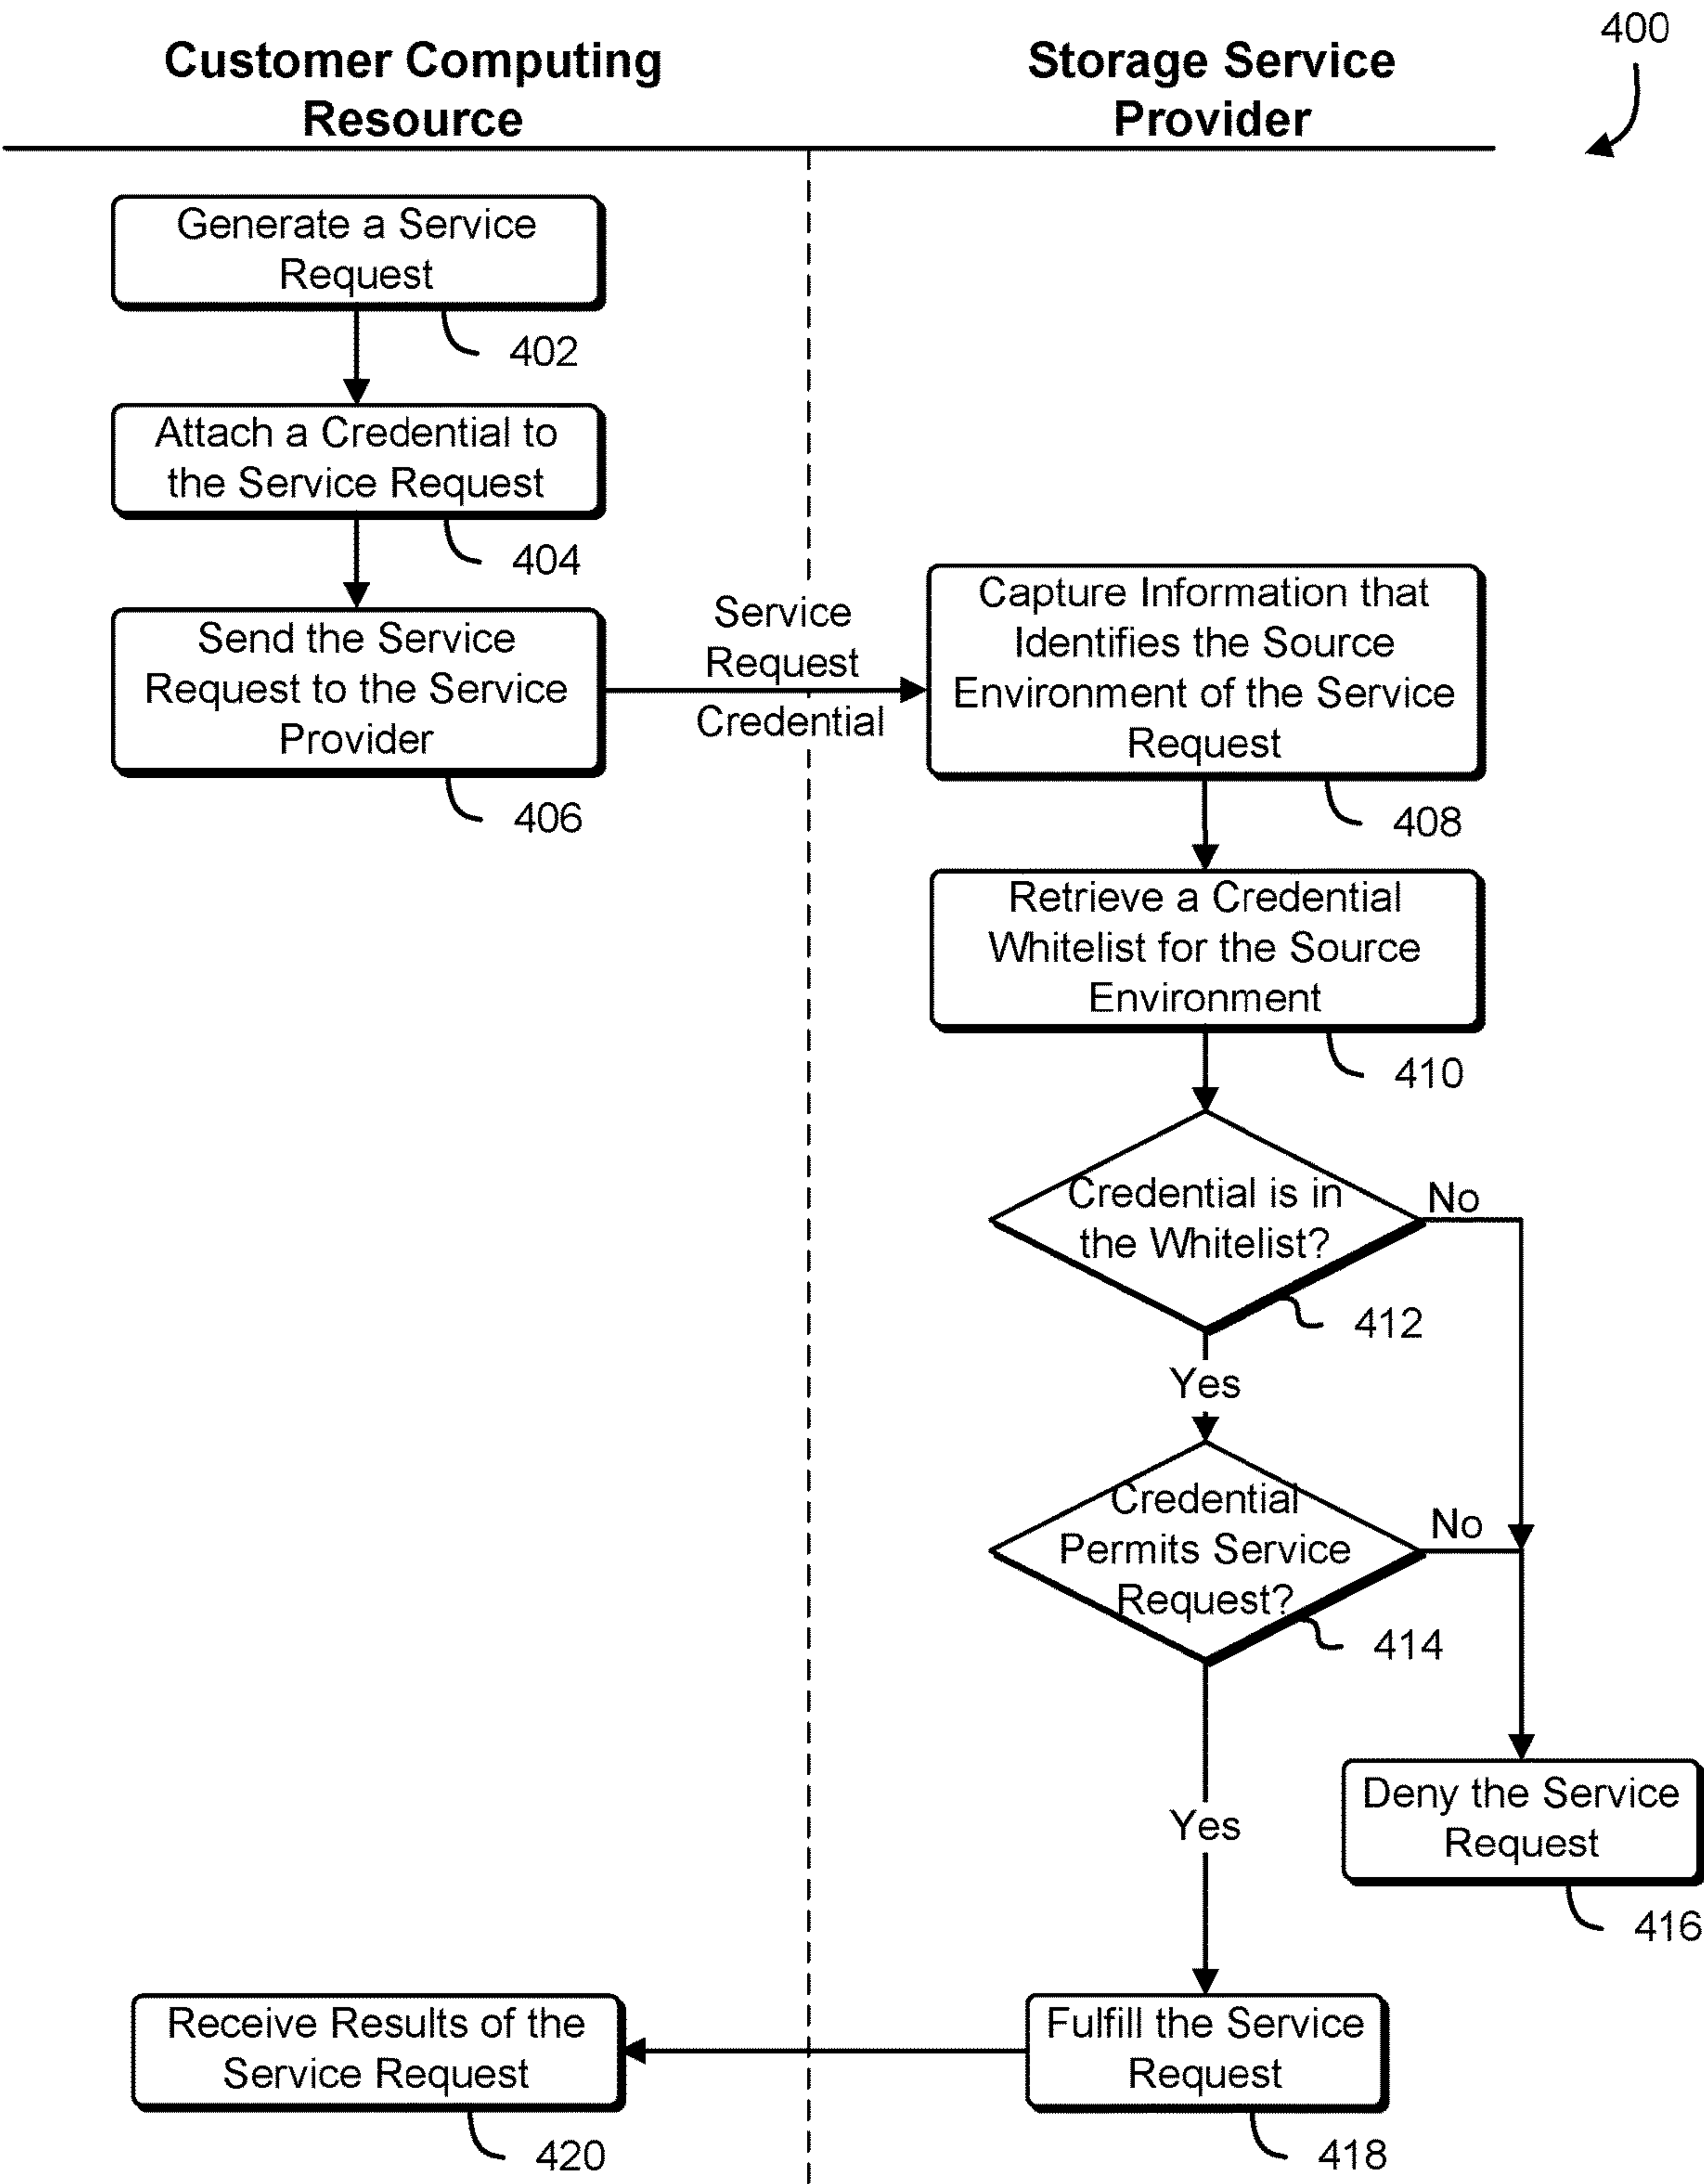 400
Customer Computing
Resource
Storage Service
Provider
Generate a Service
Request
402
Attach a Credential to
the Service Request
404
Send the Service
Request to the Service
Provider
406
Service
Request
Credential
Capture Information that
Identifies the Source
Environment of the Service
Request
408
Retrieve a Credential
Whitelist for the Source
Environment
410
Credential is in
the Whitelist?
No
412
Yes
Credential
Permits Service
Request?
No
414
Yes
Deny the Service
Request
416
Fulfill the Service
Request
418
Receive Results of the
Service Request
420